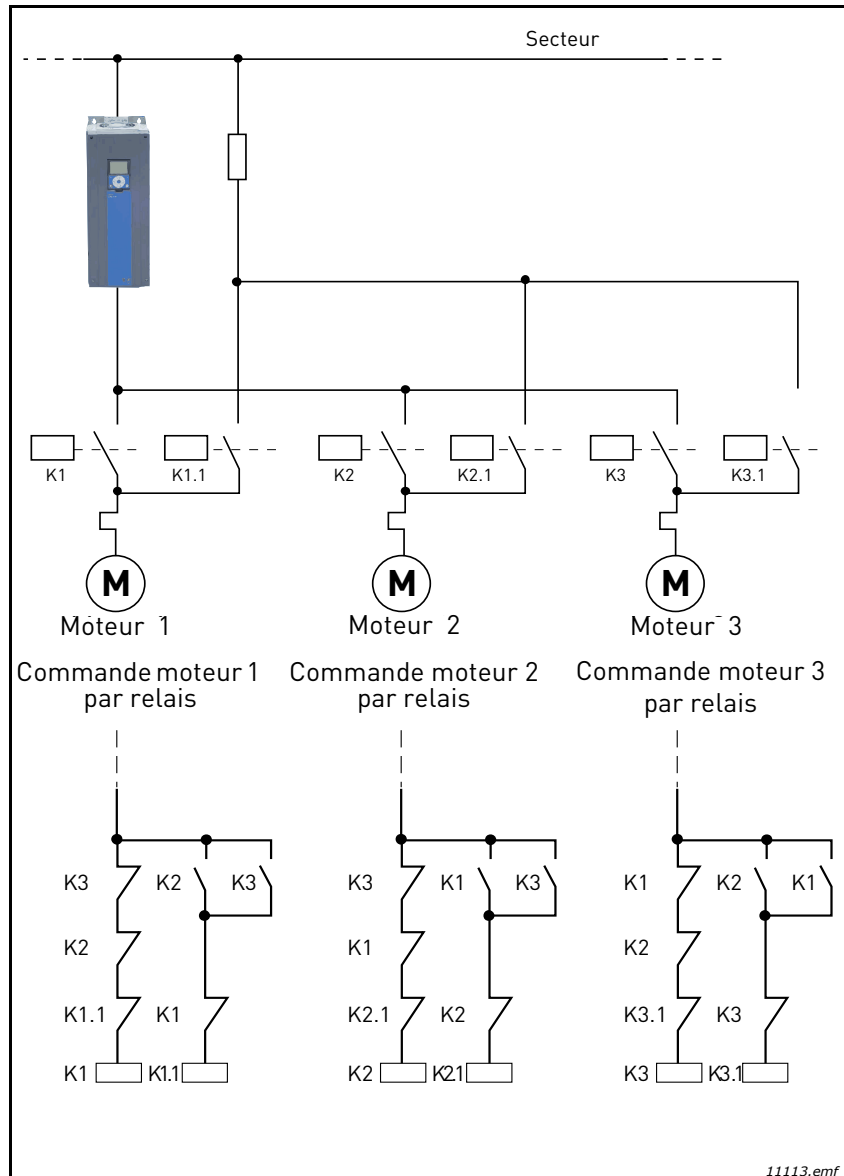 Secteur
K1 K1.1 K2 K2.1 K3 K3.1
M M M
Moteur 1 Moteur 2 Moteur 3
Commande moteur 1 par relais
Commande moteur 2 par relais
Commande moteur 3 par relais
K3 K2 K3 K3 K1 K3 K1 K2 K1
K2 K1 K2
K1.1 K1 K2.1 K2 K3.1 K3
K1 K1.1 K2 K2.1 K3 K3.1
11113.emf